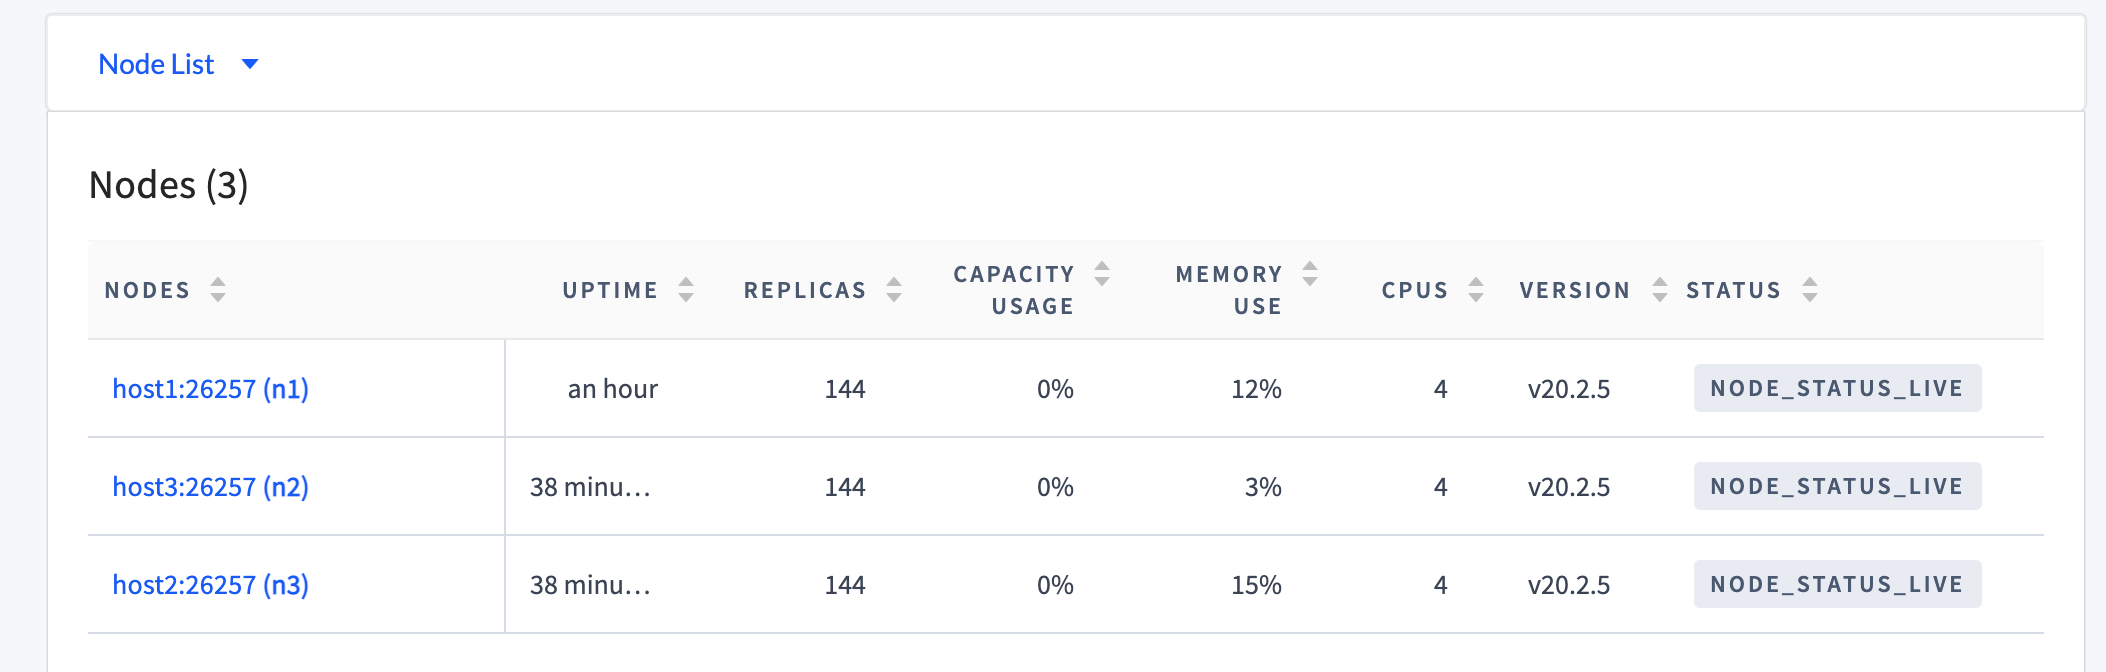 Node List
Nodes (3)
NODES UPTIME REPLICAS CAPACITY USAGE MEMORY USE CPUS VERSION STATUS
host1:26257 (n1) an hour 144 0% 12% 4 v20.2.5 NODE_STATUS_LIVE
host3:26257 (n2) 38 minu… 144 0% 3% 4 v20.2.5 NODE_STATUS_LIVE
host2:26257 (n3) 38 minu… 144 0% 15% 4 v20.2.5 NODE_STATUS_LIVE